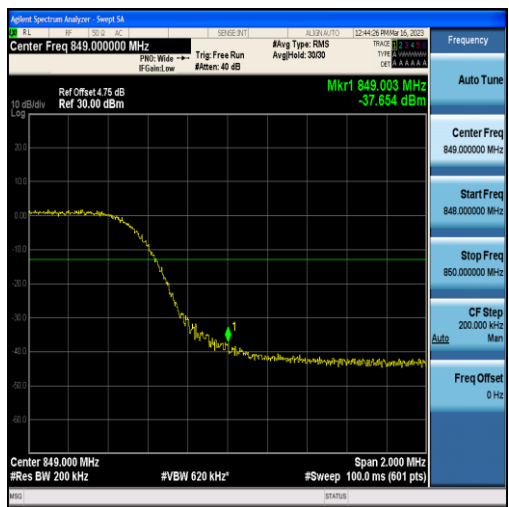 Agilent Spectrum Analyzer - Swept SA
RL RF 50 Ω AC SENSE:INT ALIGN AUTO 12:44:26 PM Mar 16, 2023
Center Freq 849.000000 MHz
PNO: Wide
IFGain:Low
Trig: Free Run
#Atten: 40 dB
#Avg Type: RMS
Avg|Hold: 30/30
TRACE 1 2 3 4 5 6
TYPE A
DET A A A A A A
Frequency
Mkr1 849.003 MHz
-37.654 dBm
Ref Offset 4.75 dB
10 dB/div Ref 30.00 dBm
Log
20.0
10.0
0.00
-10.0
-20.0
-30.0
-40.0
-50.0
-60.0
1
Center 849.000 MHz Span 2.000 MHz
#Res BW 200 kHz #VBW 620 kHz* #Sweep 100.0 ms (601 pts)
MSG STATUS
Auto Tune
Center Freq
849.000000 MHz
Start Freq
848.000000 MHz
Stop Freq
850.000000 MHz
CF Step
200.000 kHz
Auto Man
Freq Offset
0 Hz